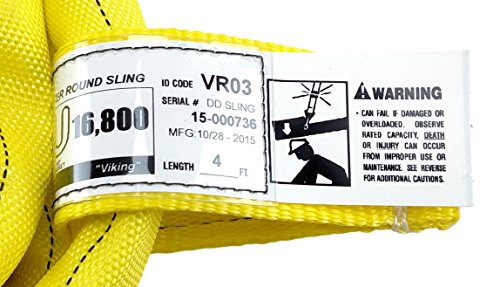 ROUND SLING
16,800
"Viking"
ID CODE VR03
SERIAL # DD SLING
15-000736
MFG:10/28 - 2015
LENGTH 4 FT.
WARNING
• CAN FAIL IF DAMAGED OR
OVERLOADED. OBSERVE
RATED CAPACITY, DEATH
OR INJURY CAN OCCUR
FROM IMPROPER USE OR
MAINTENANCE. SEE REVERSE
FOR ADDITIONAL CAUTIONS.